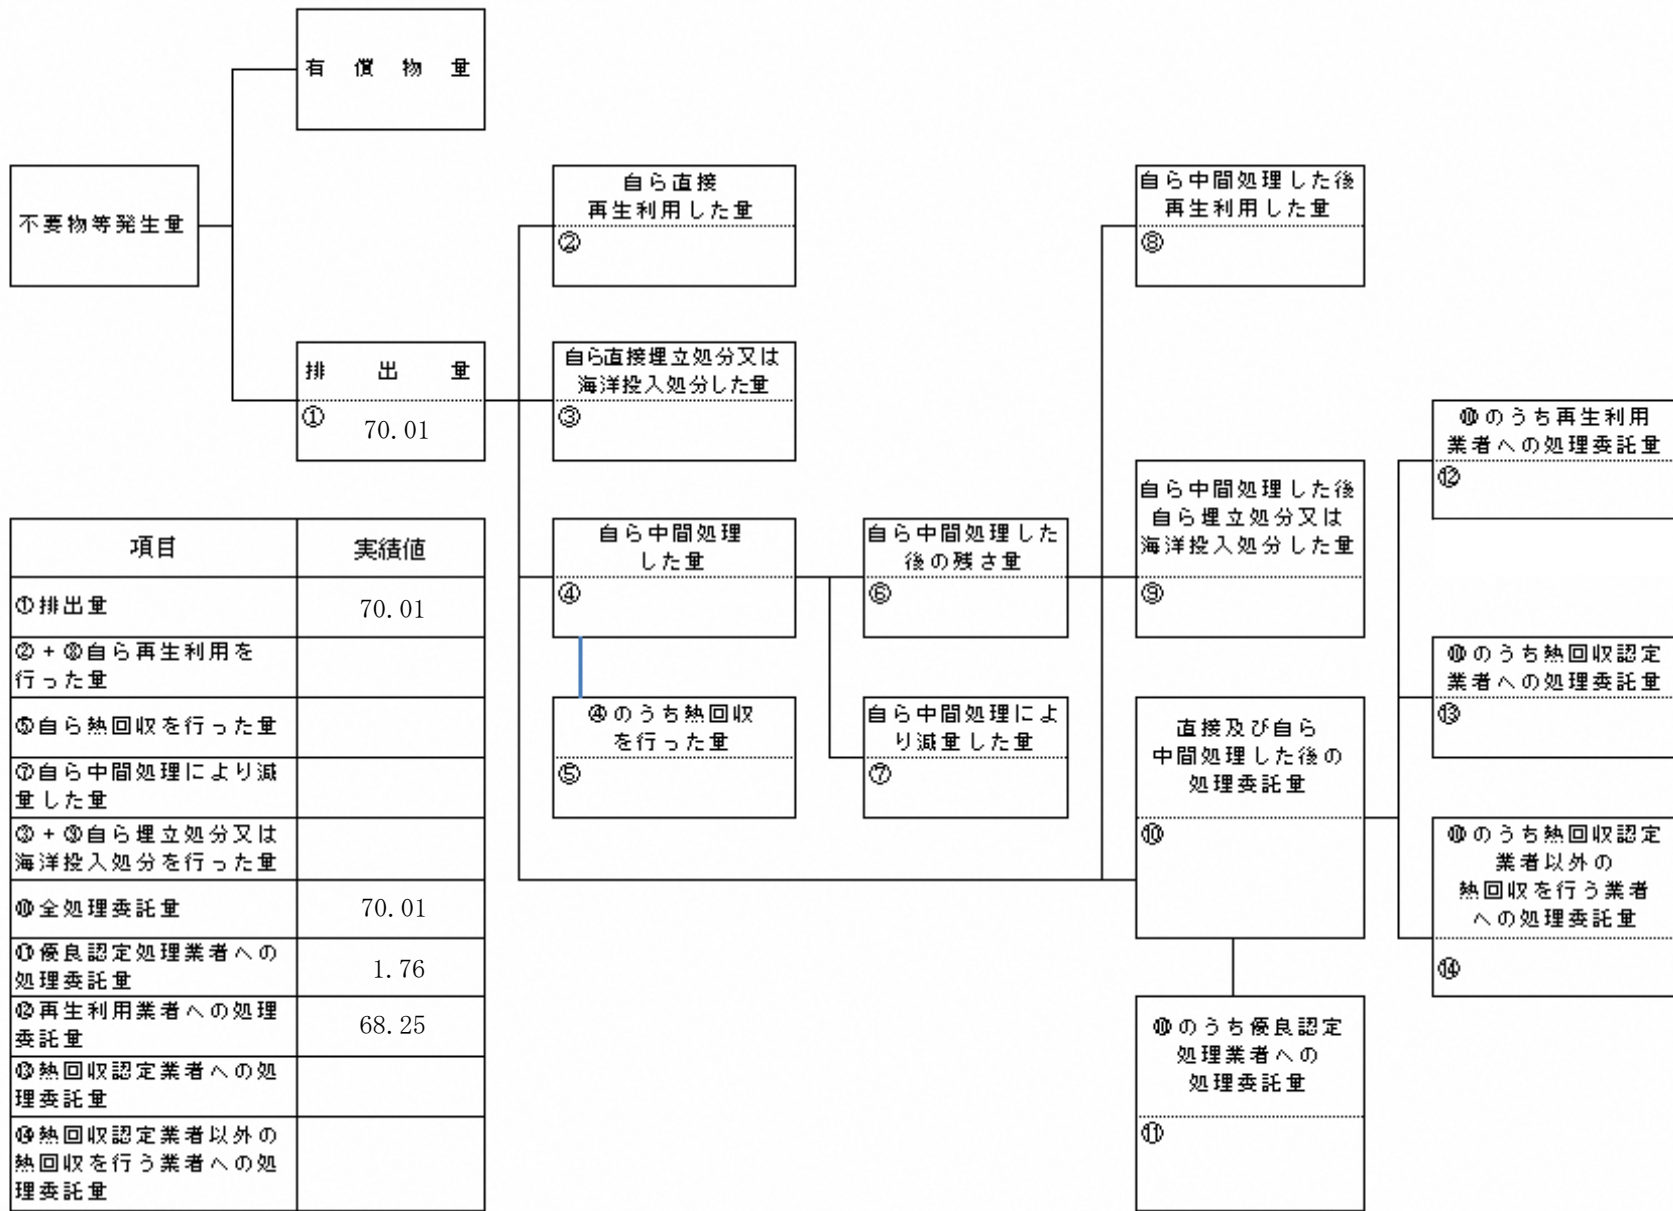 有償物量
不要物等発生量
排出量
① 70.01
自ら直接
再生利用した量
②
自ら直接埋立処分又は
海洋投入処分した量
③
自ら中間処理
した量
④
④のうち熱回収
を行った量
⑤
自ら中間処理した
後の残さ量
⑥
自ら中間処理によ
り減量した量
⑦
自ら中間処理した後
再生利用した量
⑧
自ら中間処理した後
自ら埋立処分又は
海洋投入処分した量
⑨
直接及び自ら
中間処理した後の
処理委託量
⑩
⑩のうち優良認定
処理業者への
処理委託量
⑪
⑩のうち再生利用
業者への処理委託量
⑫
⑩のうち熱回収認定
業者への処理委託量
⑬
⑩のうち熱回収認定
業者以外の
熱回収を行う業者
への処理委託量
⑭
項目 実績値
①排出量 70.01
②+⑧自ら再生利用を
行った量
⑤自ら熱回収を行った量
⑦自ら中間処理により減
量した量
③+⑨自ら埋立処分又は
海洋投入処分を行った量
⑩全処理委託量 70.01
⑪優良認定処理業者への
処理委託量 1.76
⑫再生利用業者への処理
委託量 68.25
⑬熱回収認定業者への処
理委託量
⑭熱回収認定業者以外の
熱回収を行う業者への処
理委託量